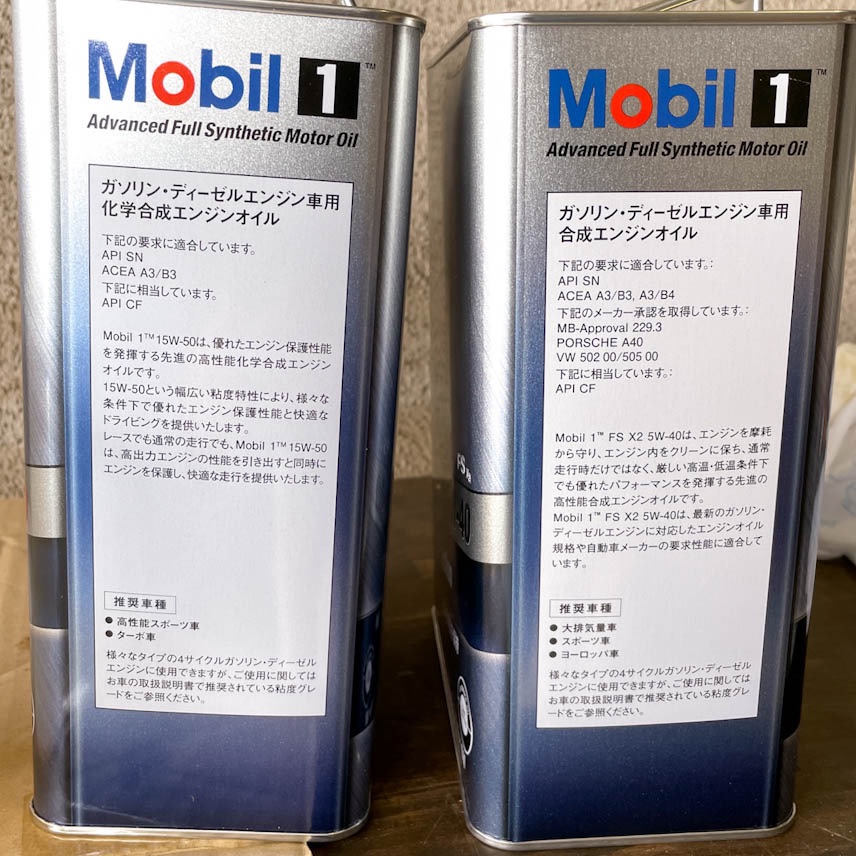 Mobil 1™
Advanced Full Synthetic Motor Oil
ガソリン・ディーゼルエンジン車用
化学合成エンジンオイル
下記の要求に適合しています。
API SN
ACEA A3/B3
下記に相当しています。
API CF
Mobil 1™15W-50は、優れたエンジン保護性能
を発揮する先進の高性能化学合成エンジン
オイルです。
15W-50という幅広い粘度特性により、様々な
条件下で優れたエンジン保護性能と快適な
ドライビングを提供いたします。
レースでも通常の走行でも、Mobil 1™15W-50
は、高出力エンジンの性能を引き出すと同時に
エンジンを保護し、快適な走行を提供いたします。
推奨車種
● 高性能スポーツ車
● ターボ車
様々なタイプの4サイクルガソリン・ディーゼル
エンジンに使用できますが、ご使用に関しては
お車の取扱説明書で推奨されている粘度グレ
ードをご参照ください。
Mobil 1™
Advanced Full Synthetic Motor Oil
ガソリン・ディーゼルエンジン車用
合成エンジンオイル
下記の要求に適合しています。:
API SN
ACEA A3/B3, A3/B4
下記のメーカー承認を取得しています。:
MB-Approval 229.3
PORSCHE A40
VW 502 00/505 00
下記に相当しています。:
API CF
Mobil 1™ FS X2 5W-40は、エンジンを摩耗
から守り、エンジン内をクリーンに保ち、通常
走行時だけではなく、厳しい高温・低温条件下
でも優れたパフォーマンスを発揮する先進の
高性能合成エンジンオイルです。
Mobil 1™ FS X2 5W-40は、最新のガソリン・
ディーゼルエンジンに対応したエンジンオイル
規格や自動車メーカーの要求性能に適合して
います。
推奨車種
● 大排気量車
● スポーツ車
● ヨーロッパ車
様々なタイプの4サイクルガソリン・ディーゼル
エンジンに使用できますが、ご使用に関しては
お車の取扱説明書で推奨されている粘度グレ
ードをご参照ください。
FS X2
-40